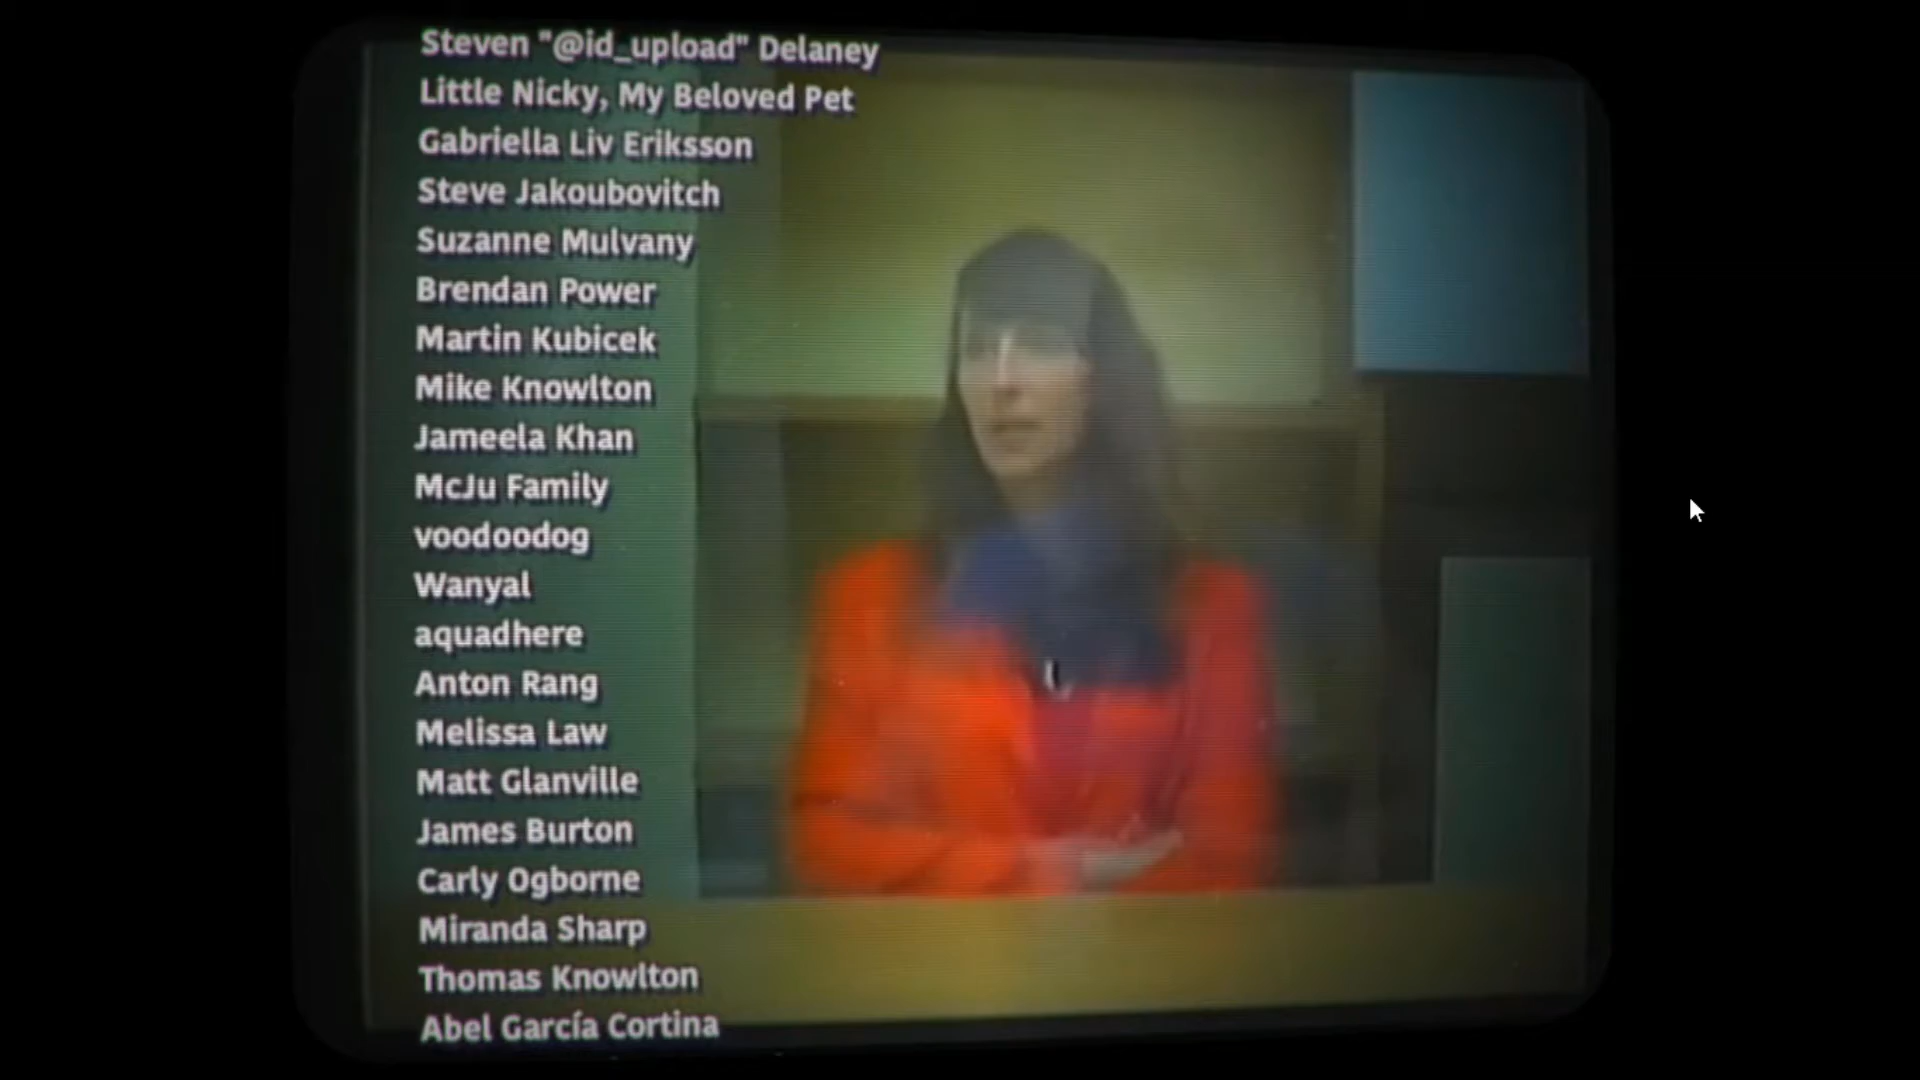 Steven "@id_upload" Delaney
Little Nicky, My Beloved Pet
Gabriella Liv Eriksson
Steve Jakoubovitch
Suzanne Mulvany
Brendan Power
Martin Kubicek
Mike Knowlton
Jameela Khan
McJu Family
voodoodog
Wanyal
aquadhere
Anton Rang
Melissa Law
Matt Glanville
James Burton
Carly Ogborne
Miranda Sharp
Thomas Knowlton
Abel García Cortina